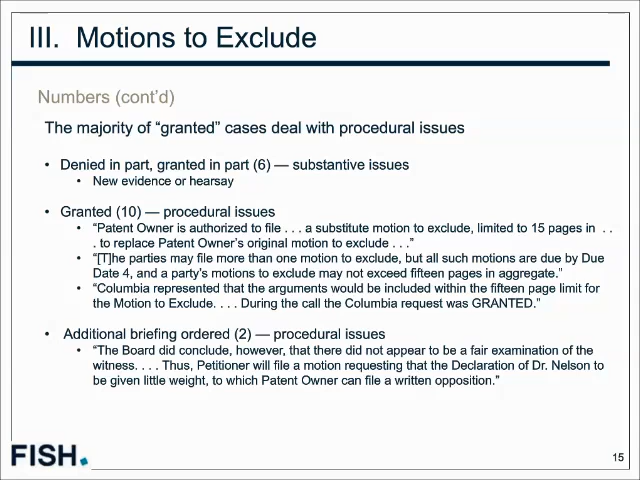 III.  Motions to Exclude
Numbers (cont'd)
The majority of “granted” cases deal with procedural issues
• Denied in part, granted in part (6) — substantive issues
• New evidence or hearsay
• Granted (10) — procedural issues
• “Patent Owner is authorized to file . . . a substitute motion to exclude, limited to 15 pages in . .
. to replace Patent Owner’s original motion to exclude . . .”
• “[T]he parties may file more than one motion to exclude, but all such motions are due by Due
Date 4, and a party’s motions to exclude may not exceed fifteen pages in aggregate.”
• “Columbia represented that the arguments would be included within the fifteen page limit for
the Motion to Exclude. . . . During the call the Columbia request was GRANTED.”
• Additional briefing ordered (2) — procedural issues
• “The Board did conclude, however, that there did not appear to be a fair examination of the
witness. . . . Thus, Petitioner will file a motion requesting that the Declaration of Dr. Nelson to
be given little weight, to which Patent Owner can file a written opposition.”
FISH.
15